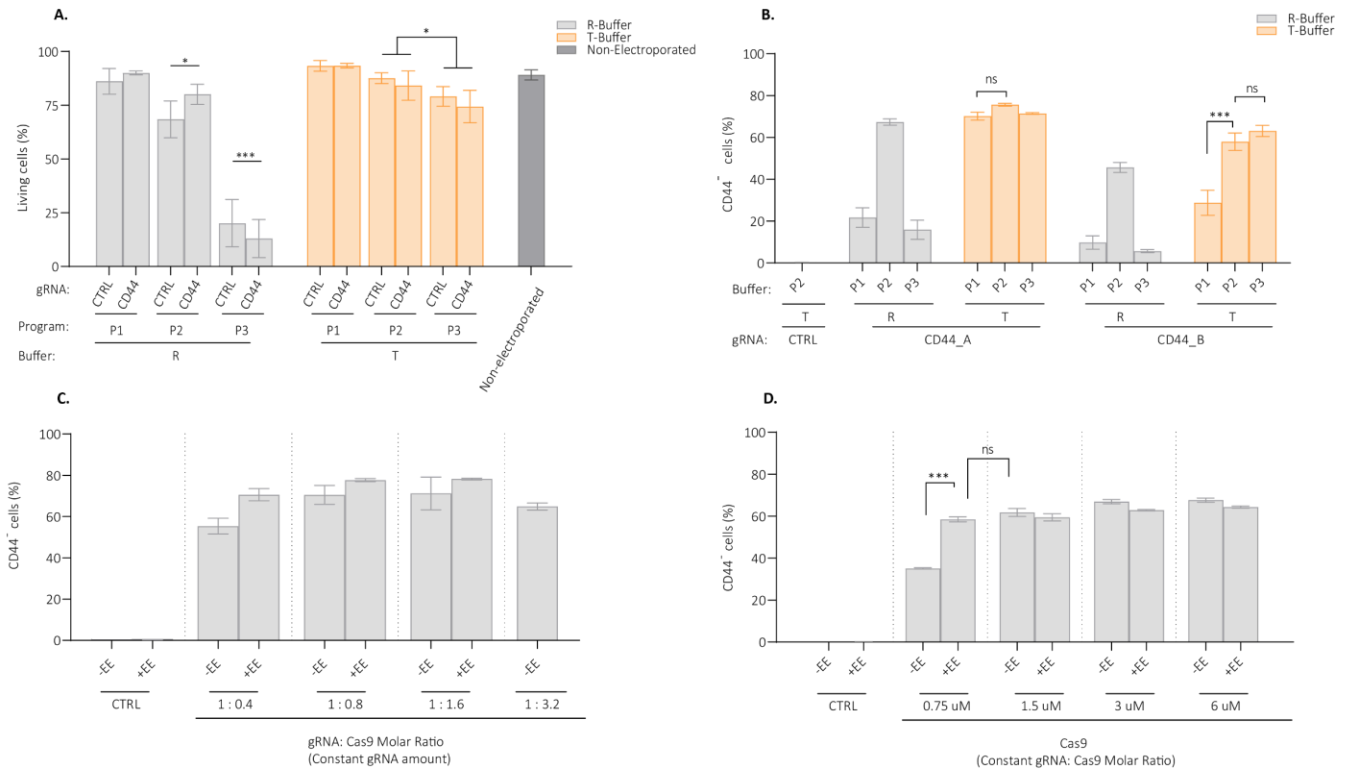 A.
R-Buffer
T-Buffer
Non-Electroporated
100
75
50
25
0
Living cells (%)
*
***
*
gRNA: CTRL CD44 CTRL CD44 CTRL CD44 CTRL CD44 CTRL CD44 CTRL CD44
Program: P1 P2 P3 P1 P2 P3
Buffer: R T
Non-electroporated
B.
R-Buffer
T-Buffer
100
80
60
40
20
0
CD44⁻ cells (%)
ns
***
ns
Buffer: P2 P1 P2 P3 P1 P2 P3 P1 P2 P3 P1 P2 P3
T R T R T
gRNA: CTRL CD44_A CD44_B
C.
100
80
60
40
20
0
CD44⁻ cells (%)
-EE +EE -EE +EE -EE +EE -EE +EE -EE
CTRL 1 : 0.4 1 : 0.8 1 : 1.6 1 : 3.2
gRNA: Cas9 Molar Ratio
(Constant gRNA amount)
D.
100
80
60
40
20
0
CD44⁻ cells (%)
***
ns
-EE +EE -EE +EE -EE +EE -EE +EE -EE +EE
CTRL 0.75 uM 1.5 uM 3 uM 6 uM
Cas9
(Constant gRNA: Cas9 Molar Ratio)